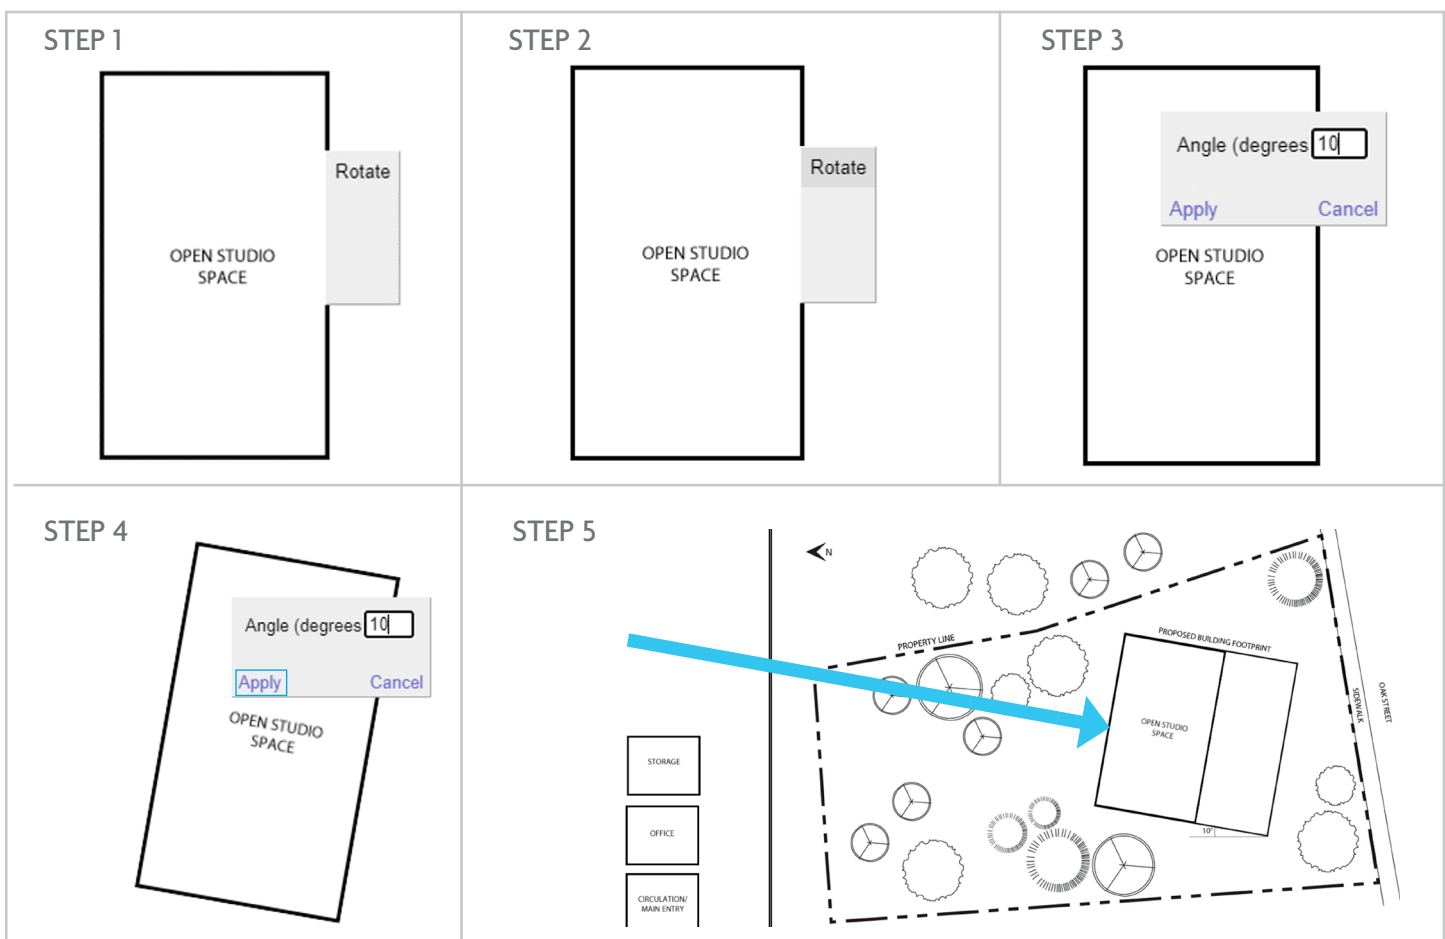 STEP 1
Rotate
OPEN STUDIO
SPACE
STEP 2
Rotate
OPEN STUDIO
SPACE
STEP 3
Angle (degrees 10
Apply Cancel
OPEN STUDIO
SPACE
STEP 4
Angle (degrees 10
Apply Cancel
OPEN STUDIO
SPACE
STEP 5
N
PROPERTY LINE
PROPOSED BUILDING FOOTPRINT
SIDEWALK
OAK STREET
OPEN STUDIO
SPACE
10°
STORAGE
OFFICE
CIRCULATION/
MAIN ENTRY